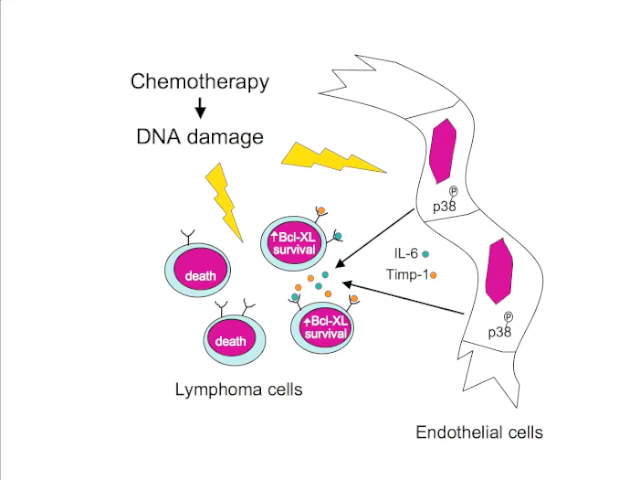 Chemotherapy
DNA damage
P
p38
↑Bcl-XL
survival
IL-6
Timp-1
death
P
p38
↑Bcl-XL
survival
death
Lymphoma cells
Endothelial cells